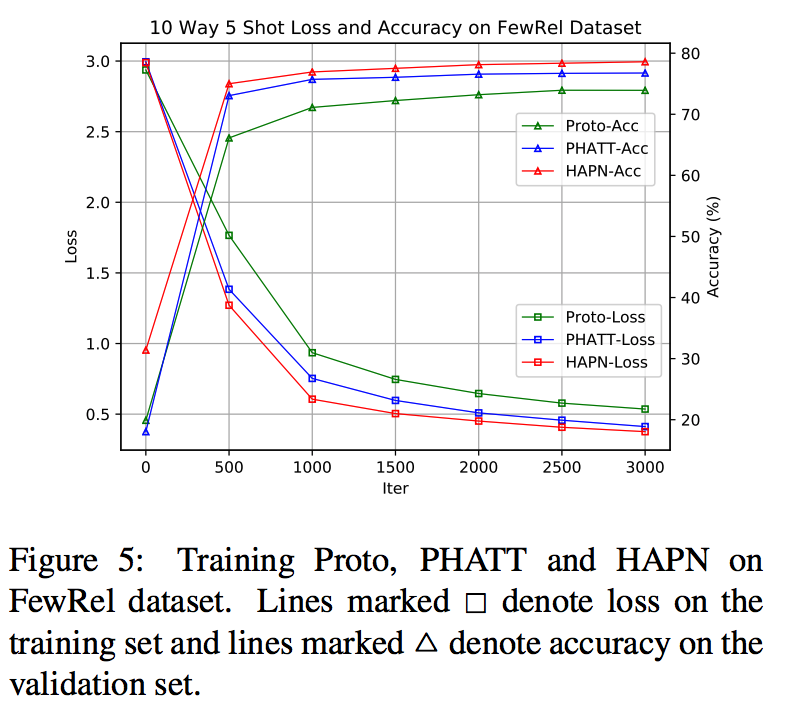 10 Way 5 Shot Loss and Accuracy on FewRel Dataset
3.0
2.5
2.0
1.5
1.0
0.5
Loss
80
70
60
50
40
30
20
Accuracy (%)
Proto-Acc
PHATT-Acc
HAPN-Acc
Proto-Loss
PHATT-Loss
HAPN-Loss
0 500 1000 1500 2000 2500 3000
Iter
Figure 5: Training Proto, PHATT and HAPN on
FewRel dataset. Lines marked □ denote loss on the
training set and lines marked △ denote accuracy on the
validation set.